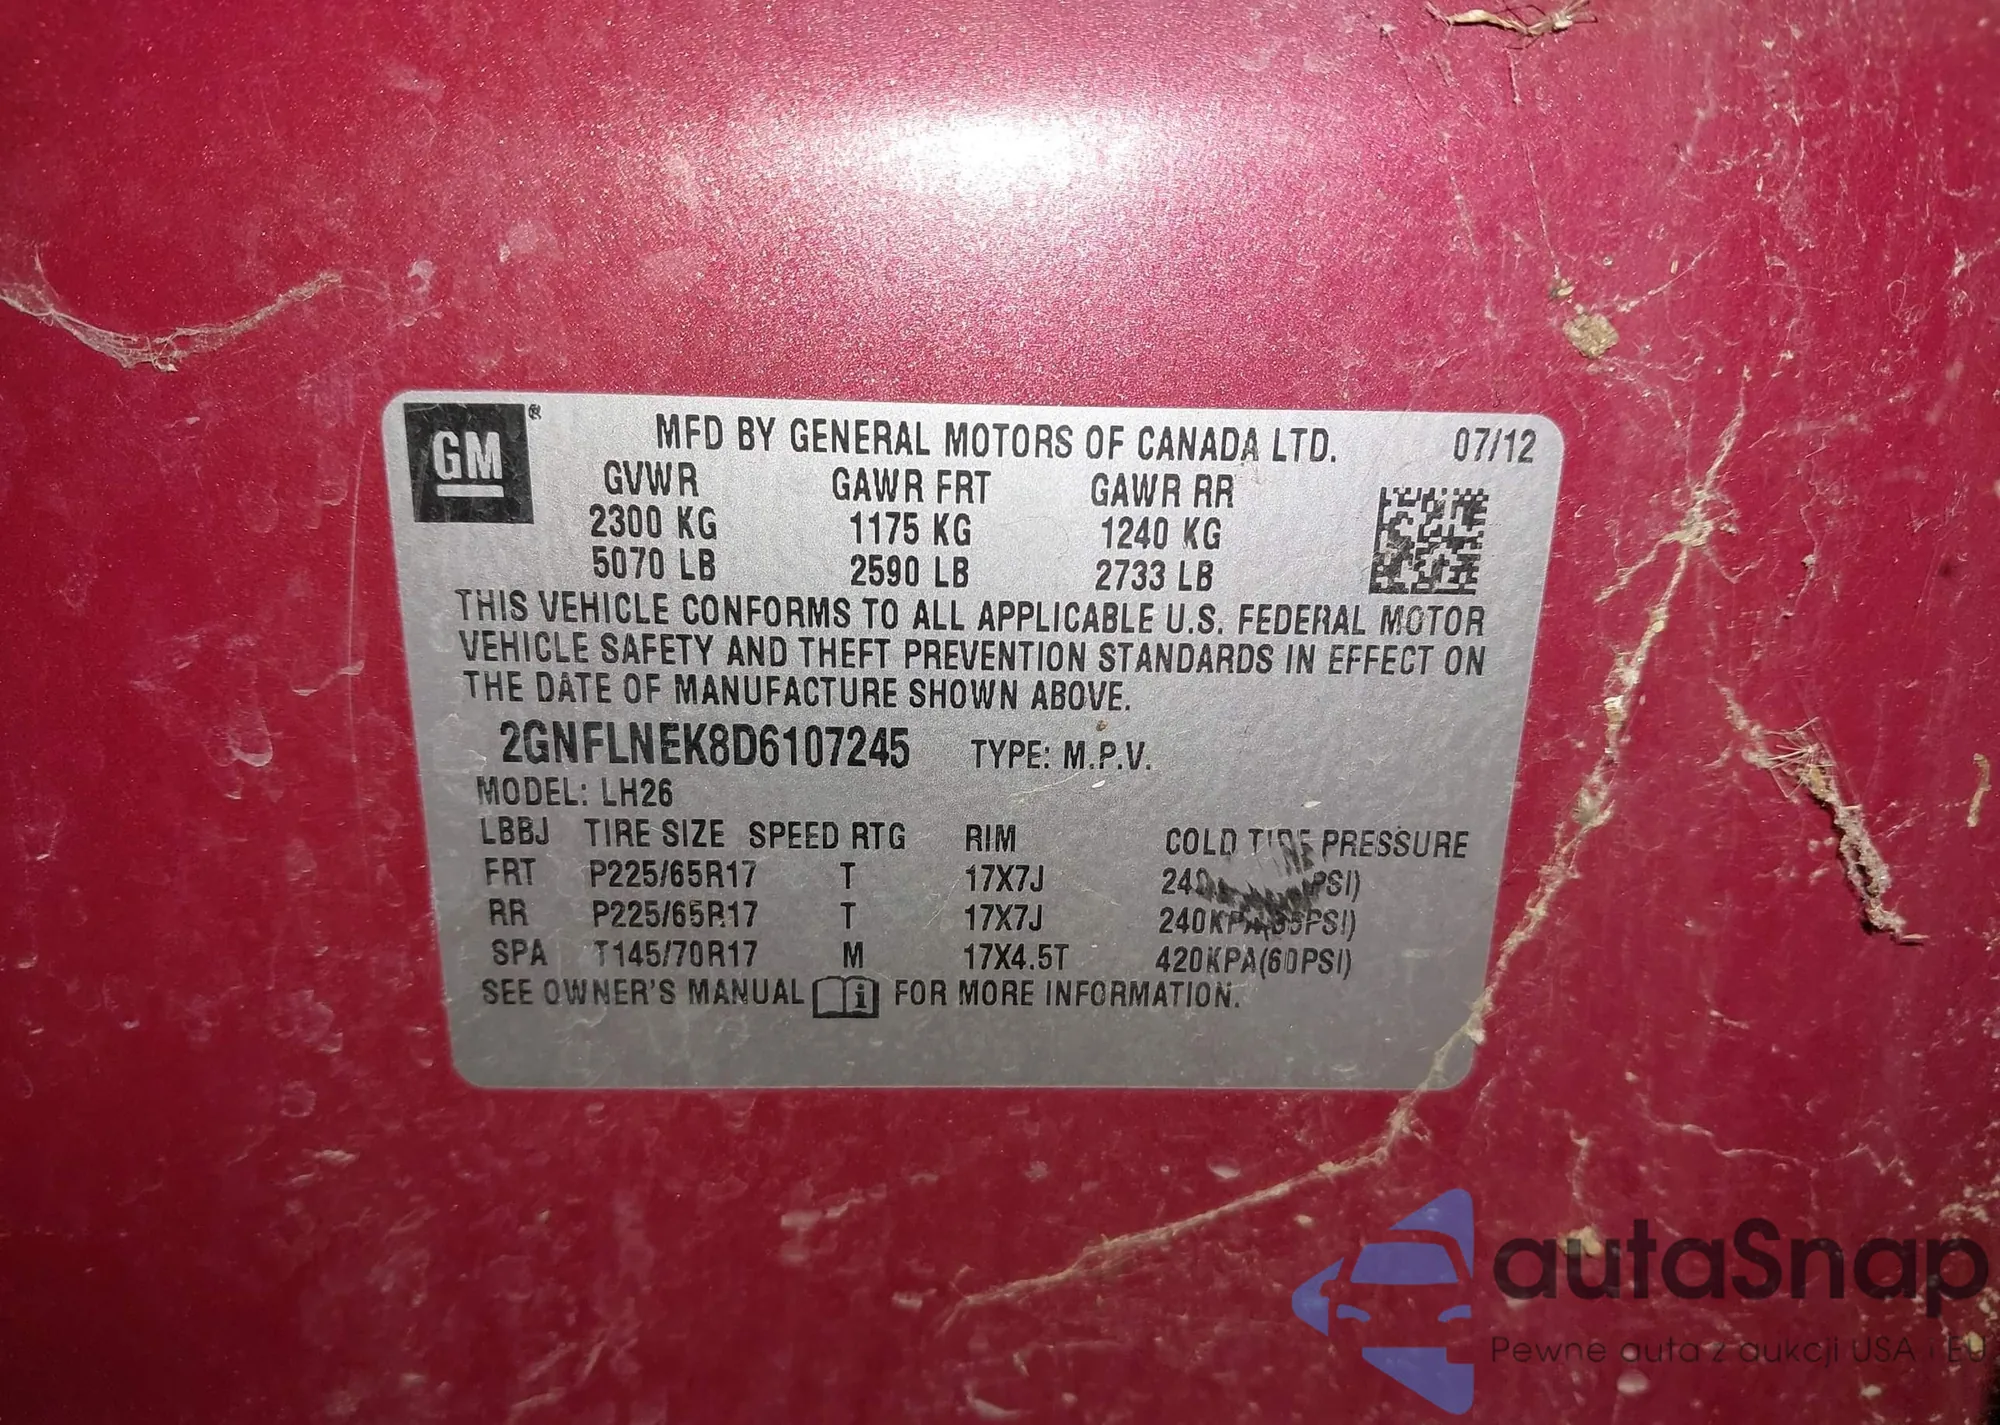 GM ®
MFD BY GENERAL MOTORS OF CANADA LTD. 07/12
GVWR GAWR FRT GAWR RR
2300 KG 1175 KG 1240 KG
5070 LB 2590 LB 2733 LB
THIS VEHICLE CONFORMS TO ALL APPLICABLE U.S. FEDERAL MOTOR
VEHICLE SAFETY AND THEFT PREVENTION STANDARDS IN EFFECT ON
THE DATE OF MANUFACTURE SHOWN ABOVE.
2GNFLNEK8D6107245 TYPE: M.P.V.
MODEL: LH26
LBBJ TIRE SIZE SPEED RTG RIM COLD TIRE PRESSURE
FRT P225/65R17 T 17X7J 240 PSI)
RR P225/65R17 T 17X7J 240KPA(35PSI)
SPA T145/70R17 M 17X4.5T 420KPA(60PSI)
SEE OWNER'S MANUAL i FOR MORE INFORMATION.
autaSnap
Pewne auta z aukcji USA i EU